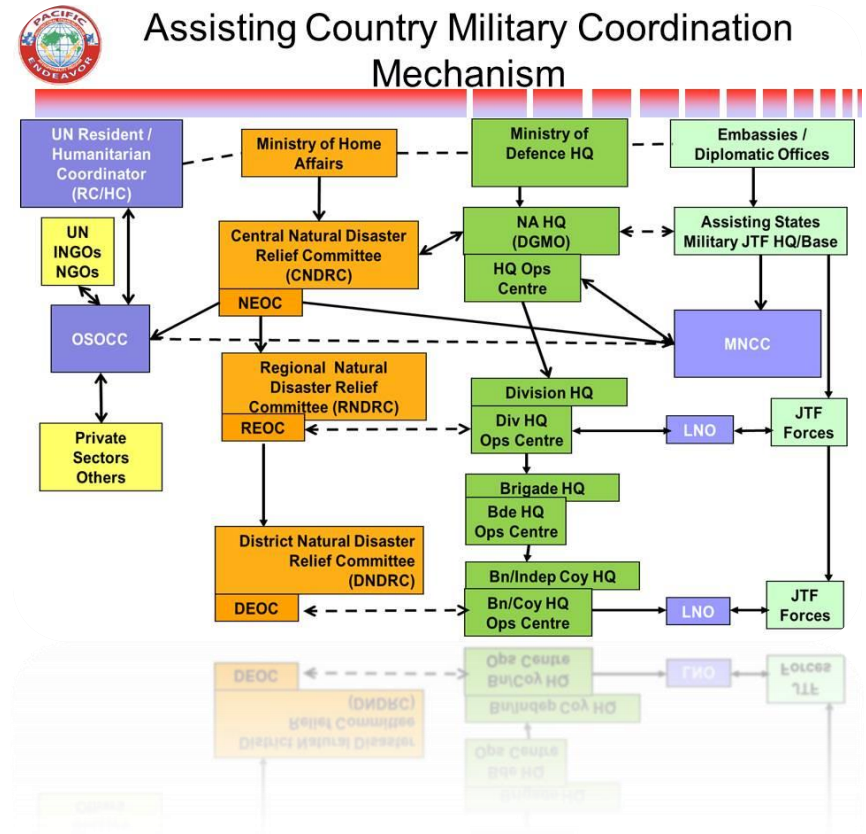 PACIFIC
ENDEAVOR
Assisting Country Military Coordination
Mechanism
UN Resident /
Humanitarian
Coordinator
(RC/HC)
Ministry of Home
Affairs
Ministry of
Defence HQ
Embassies /
Diplomatic Offices
UN
INGOs
NGOs
Central Natural Disaster
Relief Committee
(CNDRC)
NEOC
NA HQ
(DGMO)
HQ Ops
Centre
Assisting States
Military JTF HQ/Base
OSOCC
MNCC
Regional Natural
Disaster Relief
Committee (RNDRC)
REOC
Division HQ
Div HQ
Ops Centre
LNO
JTF
Forces
Private
Sectors
Others
Brigade HQ
Bde HQ
Ops Centre
District Natural Disaster
Relief Committee
(DNDRC)
DEOC
Bn/Indep Coy HQ
Bn/Coy HQ
Ops Centre
LNO
JTF
Forces